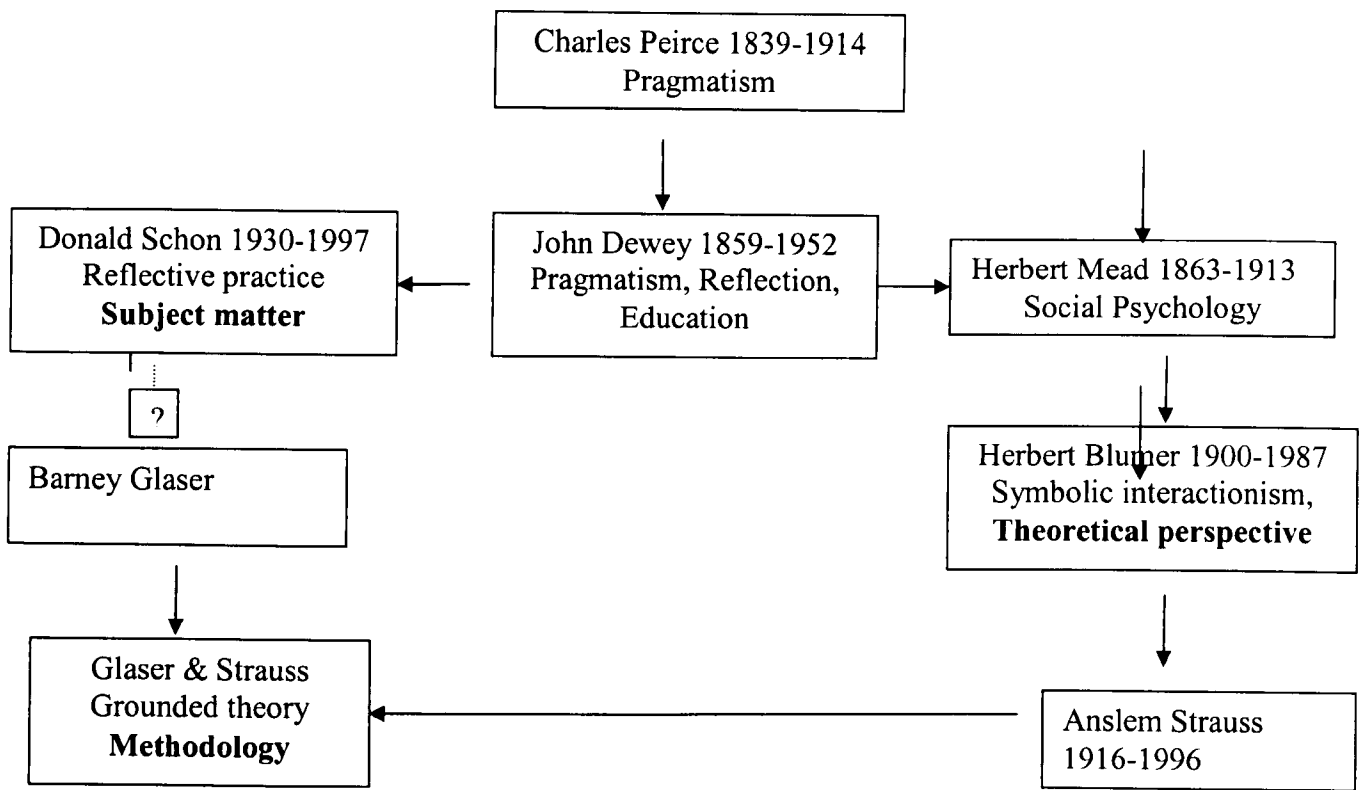 Charles Peirce 1839-1914
Pragmatism
Donald Schon 1930-1997
Reflective practice
Subject matter
John Dewey 1859-1952
Pragmatism, Reflection,
Education
Herbert Mead 1863-1913
Social Psychology
?
Barney Glaser
Herbert Blumer 1900-1987
Symbolic interactionism,
Theoretical perspective
Glaser & Strauss
Grounded theory
Methodology
Anslem Strauss
1916-1996